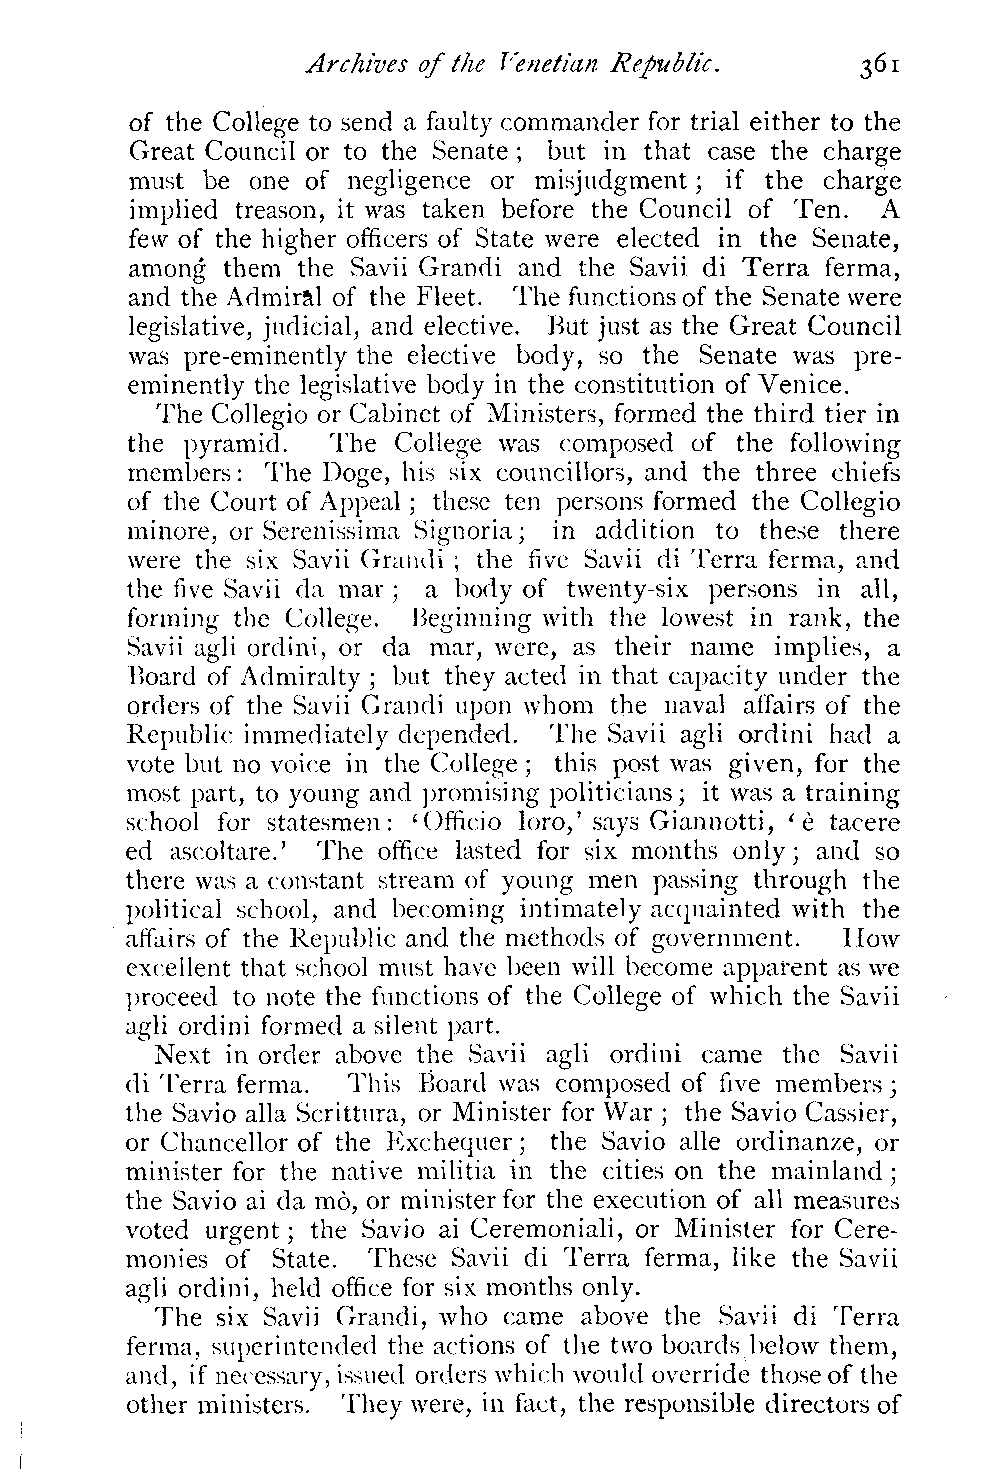 Archives of the Venetian Republic. 361
of the College to send a faulty commander for trial either to the
Great Council or to the Senate ; but in that case the charge
must be one of negligence or misjudgment ; if the charge
implied treason, it was taken before the Council of Ten. A
few of the higher officers of State were elected in the Senate,
among them the Savii Grandi and the Savii di Terra ferma,
and the Admiral of the Fleet. The functions of the Senate were
legislative, judicial, and elective. But just as the Great Council
was pre-eminently the elective body, so the Senate was pre-
eminently the legislative body in the constitution of Venice.
The Collegio or Cabinet of Ministers, formed the third tier in
the pyramid. The College was composed of the following
members: The Doge, his six councillors, and the three chiefs
of the Court of Appeal ; these ten persons formed the Collegio
minore, or Serenissima Signoria; in addition to these there
were the six Savii Grandi ; the five Savii di Terra ferma, and
the five Savii da mar ; a body of twenty-six persons in all,
forming the College. Beginning with the lowest in rank, the
Savii agli ordini, or da mar, were, as their name implies, a
Board of Admiralty ; but they acted in that capacity under the
orders of the Savii Grandi upon whom the naval affairs of the
Republic immediately depended. The Savii agli ordini had a
vote but no voice in the College ; this post was given, for the
most part, to young and promising politicians; it was a training
school for statesmen: ‘Officio loro,’ says Giannotti, ‘è tacere
ed ascoltare.’ The office lasted for six months only; and so
there was a constant stream of young men passing through the
political school, and becoming intimately acquainted with the
affairs of the Republic and the methods of government. How
excellent that school must have been will become apparent as we
proceed to note the functions of the College of which the Savii
agli ordini formed a silent part.
Next in order above the Savii agli ordini came the Savii
di Terra ferma. This Board was composed of five members ;
the Savio alla Scrittura, or Minister for War ; the Savio Cassier,
or Chancellor of the Exchequer; the Savio alle ordinanze, or
minister for the native militia in the cities on the mainland ;
the Savio ai da mò, or minister for the execution of all measures
voted urgent ; the Savio ai Ceremoniali, or Minister for Cere-
monies of State. These Savii di Terra ferma, like the Savii
agli ordini, held office for six months only.
The six Savii Grandi, who came above the Savii di Terra
ferma, superintended the actions of the two boards below them,
and, if necessary, issued orders which would override those of the
other ministers. They were, in fact, the responsible directors of